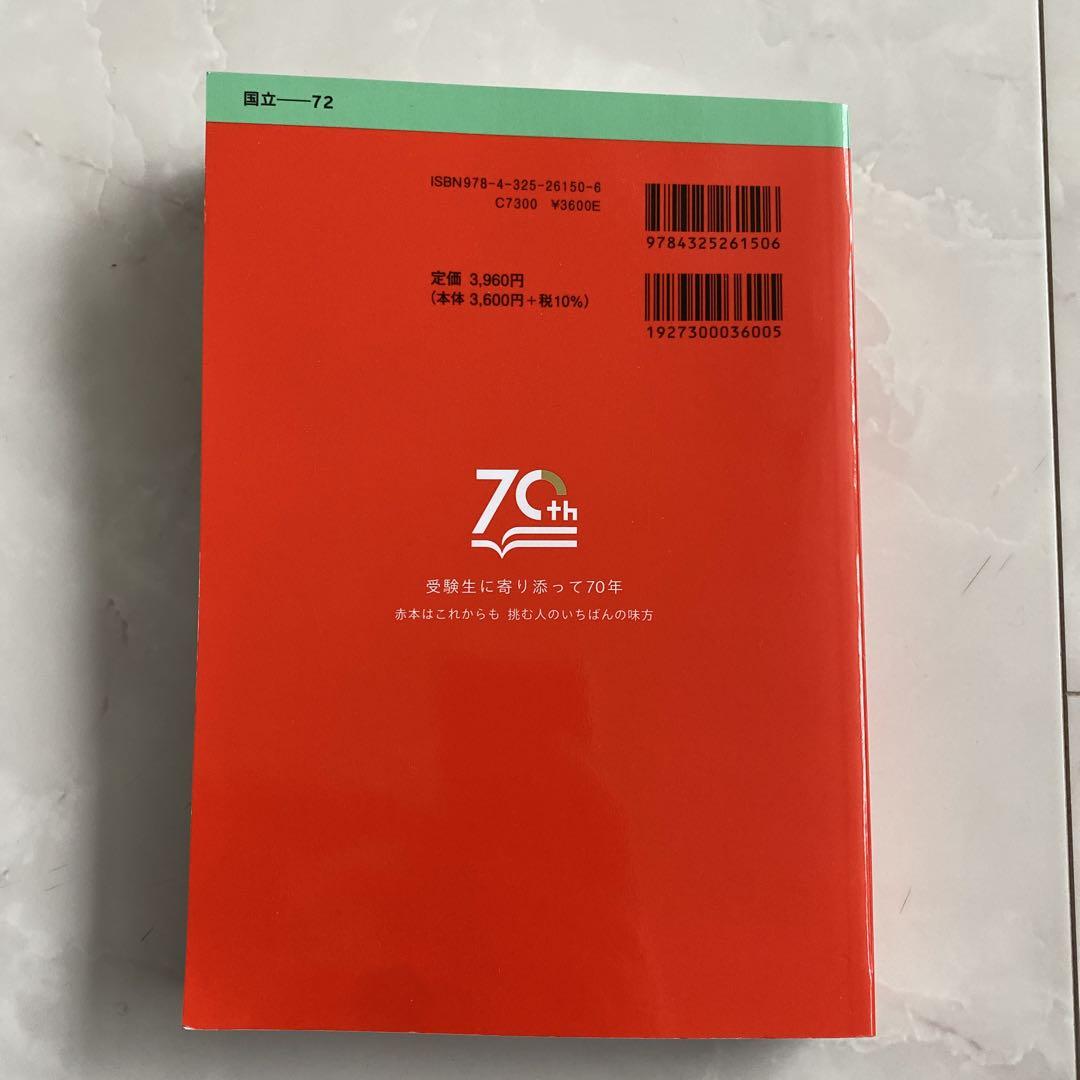 国立――72
ISBN978-4-325-26150-6
C7300 ¥3600E
9784325261506
定価 3,960円
(本体 3,600円+税10%)
1927300036005
70th
受験生に寄り添って70年
赤本はこれからも 挑む人のいちばんの味方